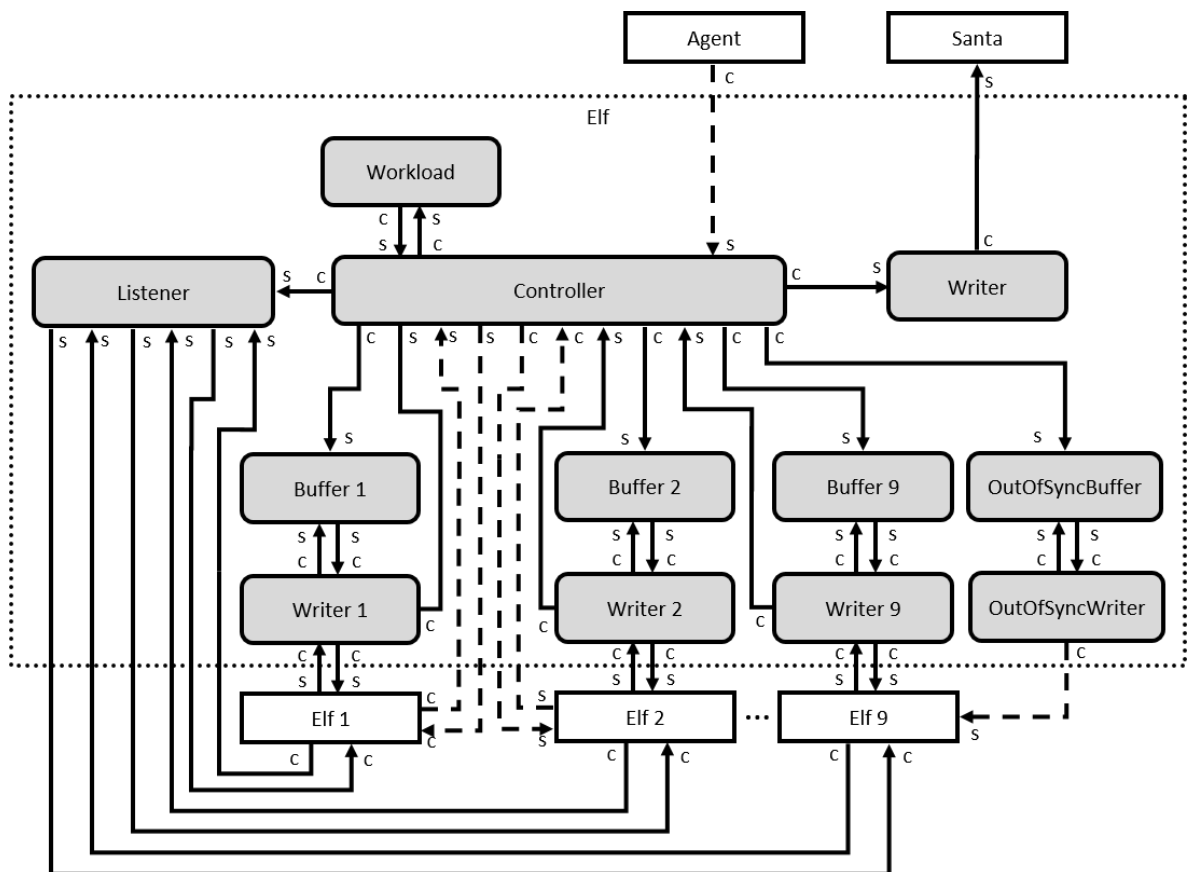 Agent Santa
C S
Elf
Workload
C S
S C S
Listener S C Controller C S Writer
C
S S S S S S C S S S C C S C S C C
S S S S
Buffer 1 Buffer 2 Buffer 9 OutOfSyncBuffer
S S S S S S S S
C C C C C C C C
Writer 1 Writer 2 Writer 9 OutOfSyncWriter
C C C
C C C C C C C
S S S S S S
C S
Elf 1 Elf 2 ... Elf 9
C S S
C C C C C C